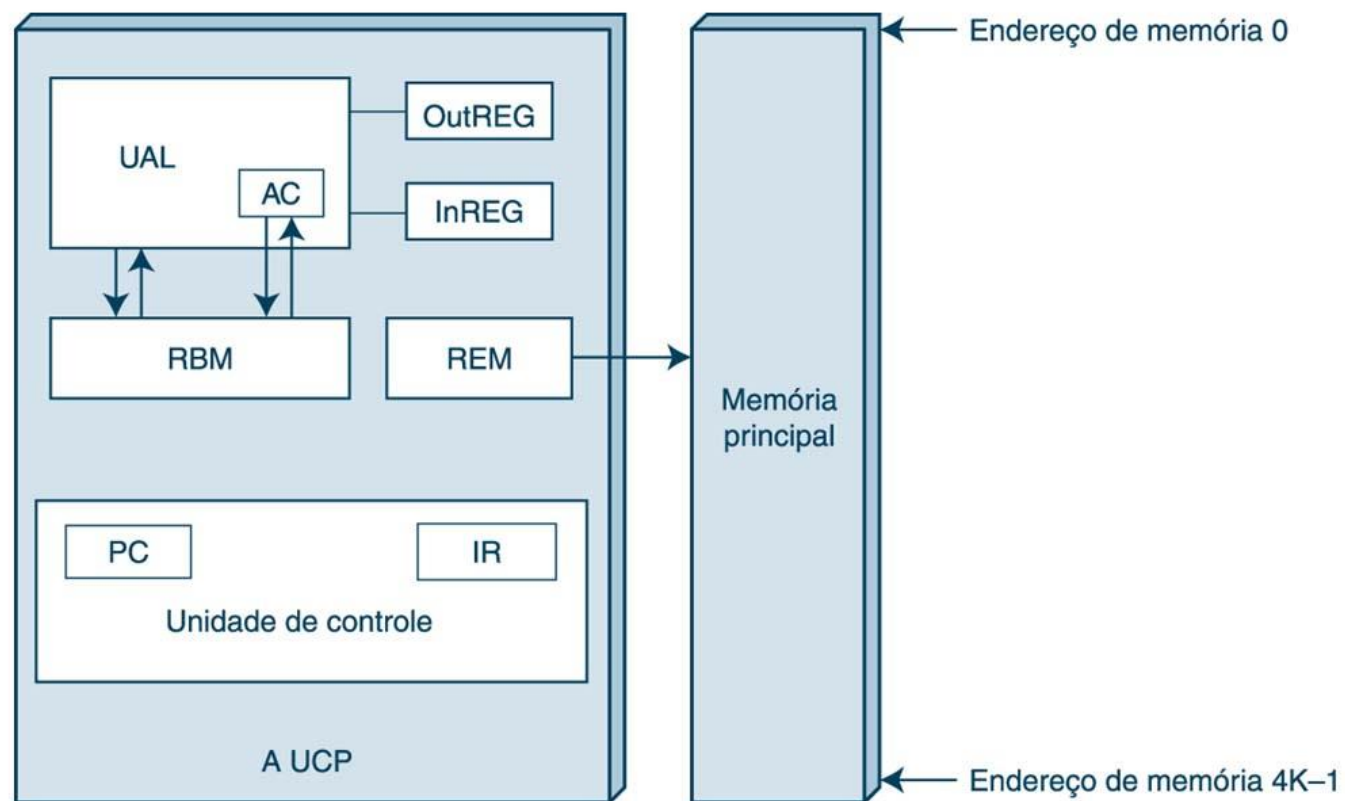 Endereço de memória 0
OutREG
UAL
AC
InREG
RBM
REM
Memória
principal
PC
IR
Unidade de controle
A UCP
Endereço de memória 4K–1